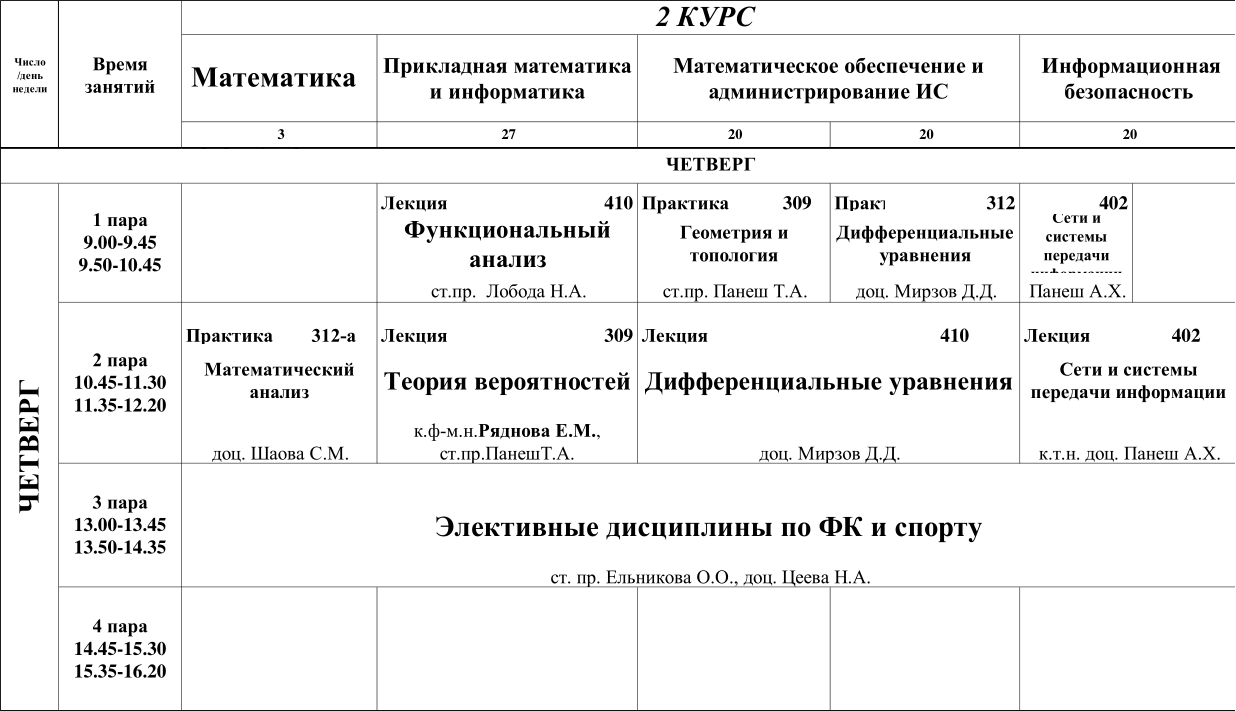 2 КУРС
Число
/день
недели
Время
занятий
Математика
Прикладная математика
и информатика
Математическое обеспечение и
администрирование ИС
Информационная
безопасность
3
27
20
20
20
ЧЕТВЕРГ
ЧЕТВЕРГ
1 пара
9.00-9.45
9.50-10.45
Лекция 410
Функциональный
анализ
ст.пр. Лобода Н.А.
Практика 309
Геометрия и
топология
ст.пр. Панеш Т.А.
Практ 312
Дифференциальные
уравнения
доц. Мирзов Д.Д.
402
Сети и
системы
передачи
информации
Панеш А.Х.
2 пара
10.45-11.30
11.35-12.20
Практика 312-а
Математический
анализ
доц. Шаова С.М.
Лекция 309
Теория вероятностей
к.ф-м.н.Ряднова Е.М.,
ст.пр.ПанешТ.А.
Лекция 410
Дифференциальные уравнения
доц. Мирзов Д.Д.
Лекция 402
Сети и системы
передачи информации
к.т.н. доц. Панеш А.Х.
3 пара
13.00-13.45
13.50-14.35
Элективные дисциплины по ФК и спорту
ст. пр. Ельникова О.О., доц. Цеева Н.А.
4 пара
14.45-15.30
15.35-16.20